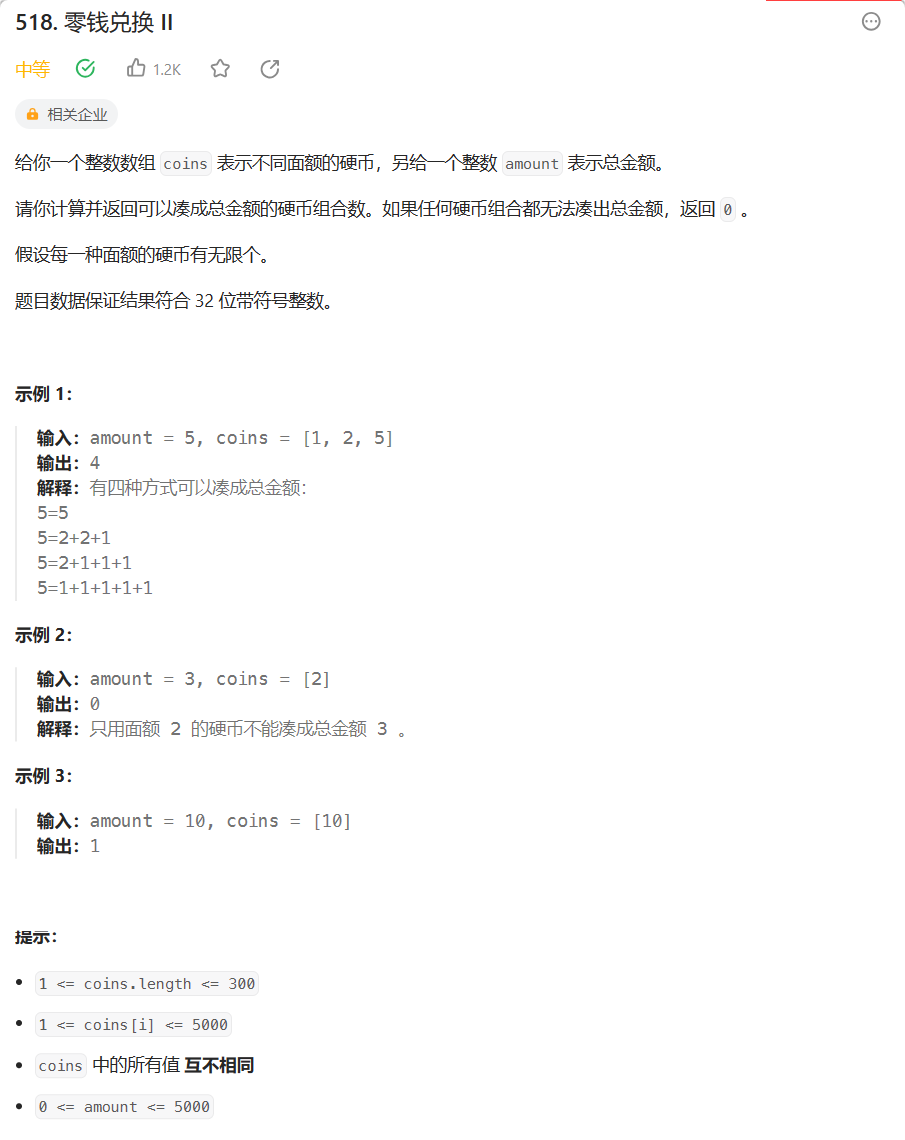 518. 零钱兑换 II
中等
1.2K
相关企业
给你一个整数数组 coins 表示不同面额的硬币，另给一个整数 amount 表示总金额。
请你计算并返回可以凑成总金额的硬币组合数。如果任何硬币组合都无法凑出总金额，返回 0 。
假设每一种面额的硬币有无限个。
题目数据保证结果符合 32 位带符号整数。
示例 1：
输入：amount = 5, coins = [1, 2, 5]
输出：4
解释：有四种方式可以凑成总金额：
5=5
5=2+2+1
5=2+1+1+1
5=1+1+1+1+1
示例 2：
输入：amount = 3, coins = [2]
输出：0
解释：只用面额 2 的硬币不能凑成总金额 3 。
示例 3：
输入：amount = 10, coins = [10]
输出：1
提示：
1 <= coins.length <= 300
1 <= coins[i] <= 5000
coins 中的所有值 互不相同
0 <= amount <= 5000